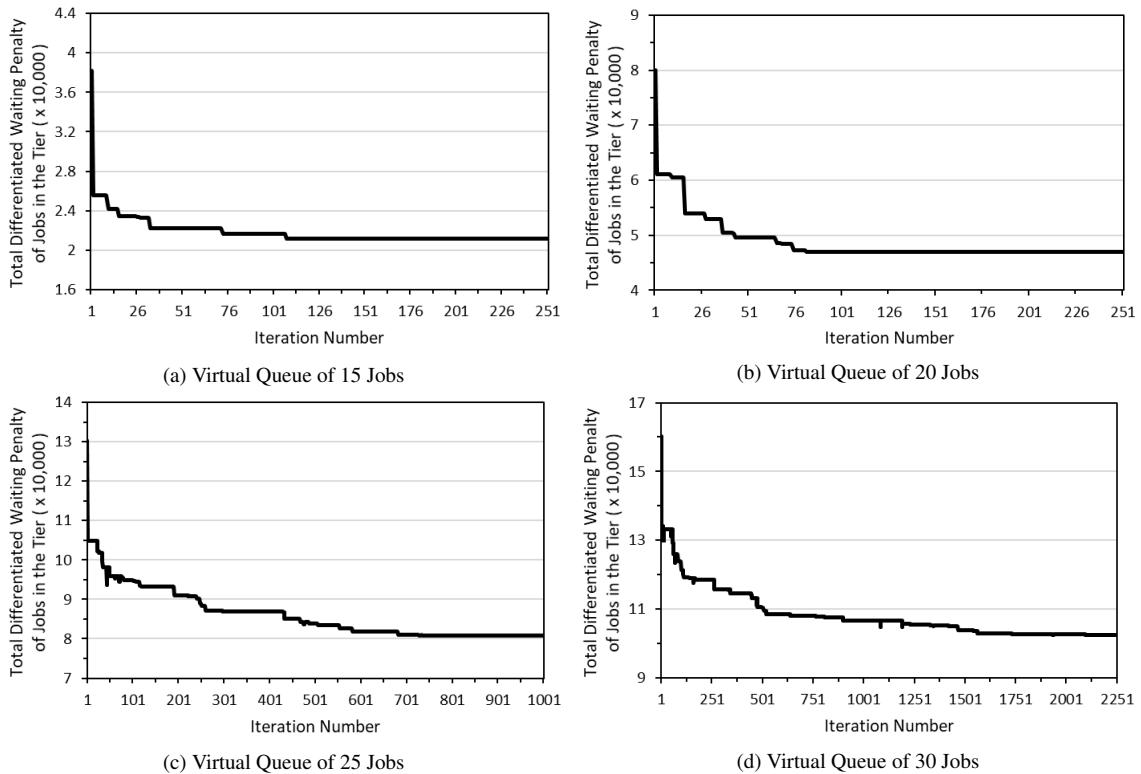 Total Differentiated Waiting Penalty
of Jobs in the Tier ( x 10,000)
4.4
4
3.6
3.2
2.8
2.4
2
1.6
1 26 51 76 101 126 151 176 201 226 251
Iteration Number
(a) Virtual Queue of 15 Jobs
Total Differentiated Waiting Penalty
of Jobs in the Tier ( x 10,000)
9
8
7
6
5
4
1 26 51 76 101 126 151 176 201 226 251
Iteration Number
(b) Virtual Queue of 20 Jobs
Total Differentiated Waiting Penalty
of Jobs in the Tier ( x 10,000)
14
13
12
11
10
9
8
7
1 101 201 301 401 501 601 701 801 901 1001
Iteration Number
(c) Virtual Queue of 25 Jobs
Total Differentiated Waiting Penalty
of Jobs in the Tier ( x 10,000)
17
15
13
11
9
1 251 501 751 1001 1251 1501 1751 2001 2251
Iteration Number
(d) Virtual Queue of 30 Jobs